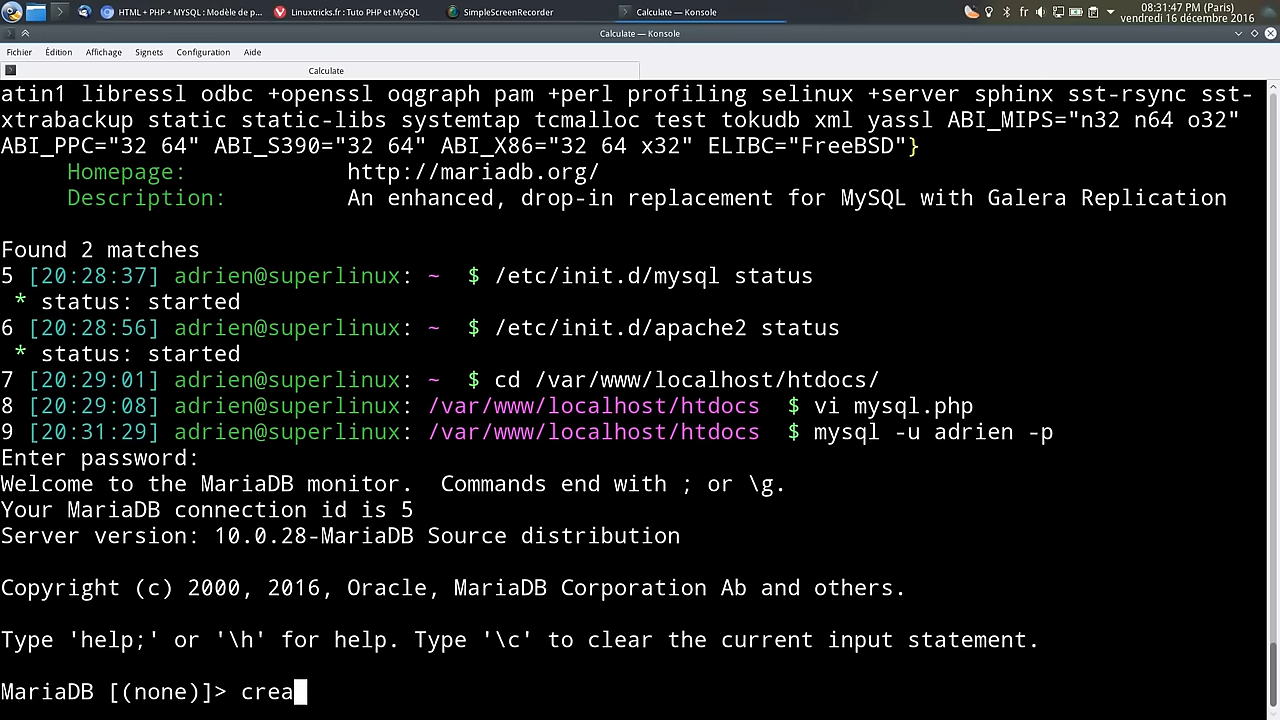 HTML + PHP + MYSQL : Modèle de p...
Linuxtricks.fr : Tuto PHP et MySQL
SimpleScreenRecorder
Calculate — Konsole
fr
08:31:47 PM (Paris)
vendredi 16 décembre 2016
Calculate — Konsole
Fichier Édition Affichage Signets Configuration Aide
Calculate
atin1 libressl odbc +openssl oqgraph pam +perl profiling selinux +server sphinx sst-rsync sst-
xtrabackup static static-libs systemtap tcmalloc test tokudb xml yassl ABI_MIPS="n32 n64 o32"
ABI_PPC="32 64" ABI_S390="32 64" ABI_X86="32 64 x32" ELIBC="FreeBSD"}
Homepage: http://mariadb.org/
Description: An enhanced, drop-in replacement for MySQL with Galera Replication
Found 2 matches
5 [20:28:37] adrien@superlinux: ~ $ /etc/init.d/mysql status
* status: started
6 [20:28:56] adrien@superlinux: ~ $ /etc/init.d/apache2 status
* status: started
7 [20:29:01] adrien@superlinux: ~ $ cd /var/www/localhost/htdocs/
8 [20:29:08] adrien@superlinux: /var/www/localhost/htdocs $ vi mysql.php
9 [20:31:29] adrien@superlinux: /var/www/localhost/htdocs $ mysql -u adrien -p
Enter password:
Welcome to the MariaDB monitor. Commands end with ; or \g.
Your MariaDB connection id is 5
Server version: 10.0.28-MariaDB Source distribution
Copyright (c) 2000, 2016, Oracle, MariaDB Corporation Ab and others.
Type 'help;' or '\h' for help. Type '\c' to clear the current input statement.
MariaDB [(none)]> crea